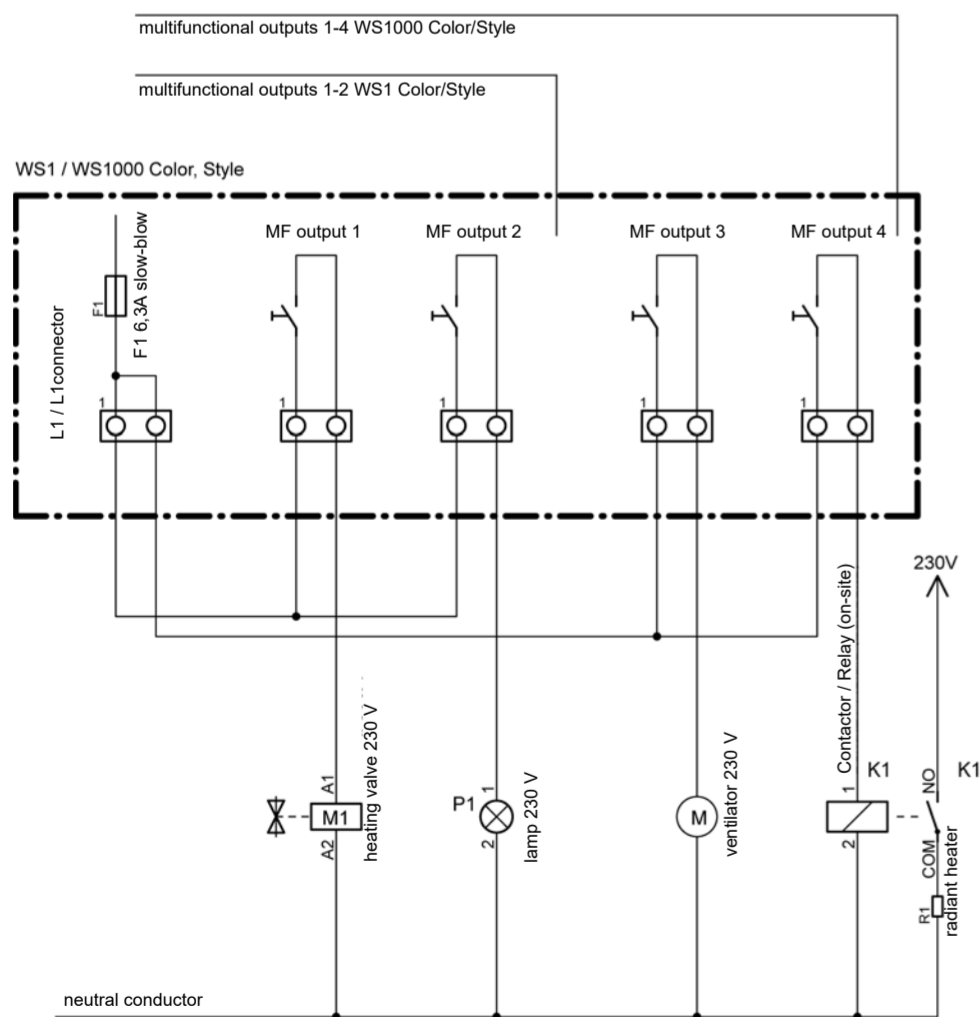 multifunctional outputs 1-4 WS1000 Color/Style
multifunctional outputs 1-2 WS1 Color/Style
WS1 / WS1000 Color, Style
MF output 1
MF output 2
MF output 3
MF output 4
F1
F1 6,3A slow-blow
L1 / L1connector
1
1
1
1
1
230V
Contactor / Relay (on-site)
heating valve 230 V
A1
M1
A2
P1
1
2
lamp 230 V
M
ventilator 230 V
K1
1
2
K1
NO
COM
R1
radiant heater
neutral conductor